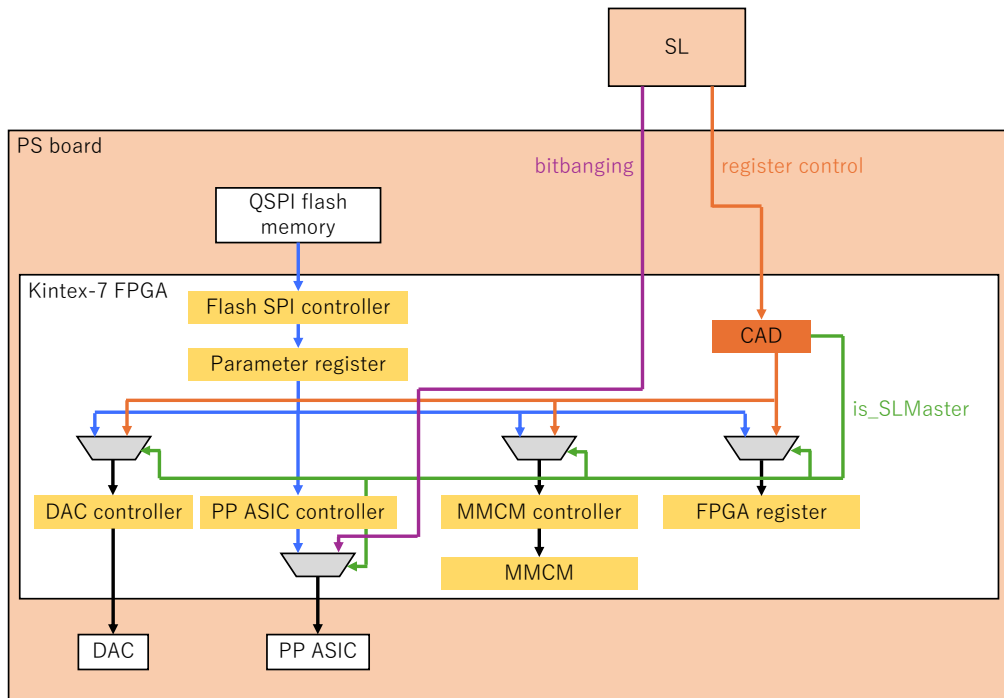 SL
PS board
bitbanging
register control
QSPI flash
memory
Kintex-7 FPGA
Flash SPI controller
CAD
Parameter register
is_SLMaster
DAC controller
PP ASIC controller
MMCM controller
FPGA register
MMCM
DAC
PP ASIC